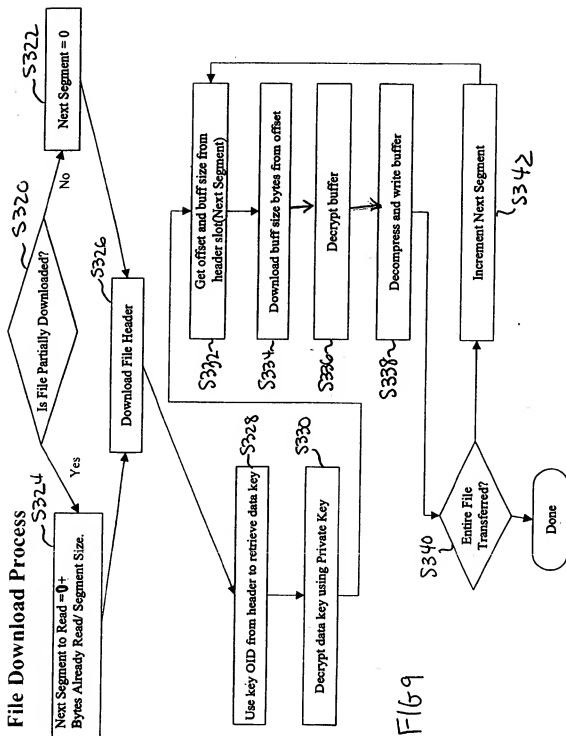 File Download Process
S320
Is File Partially Downloaded?
Yes
No
S324
Next Segment to Read =0+
Bytes Already Read/ Segment Size.
S322
Next Segment = 0
S326
Download File Header
S328
Use key OID from header to retrieve data key
S330
Decrypt data key using Private Key
S332
Get offset and buff size from
header slot(Next Segment)
S334
Download buff size bytes from offset
S336
Decrypt buffer
S338
Decompress and write buffer
S340
Entire File
Transferred?
S342
Increment Next Segment
Done
FIG9